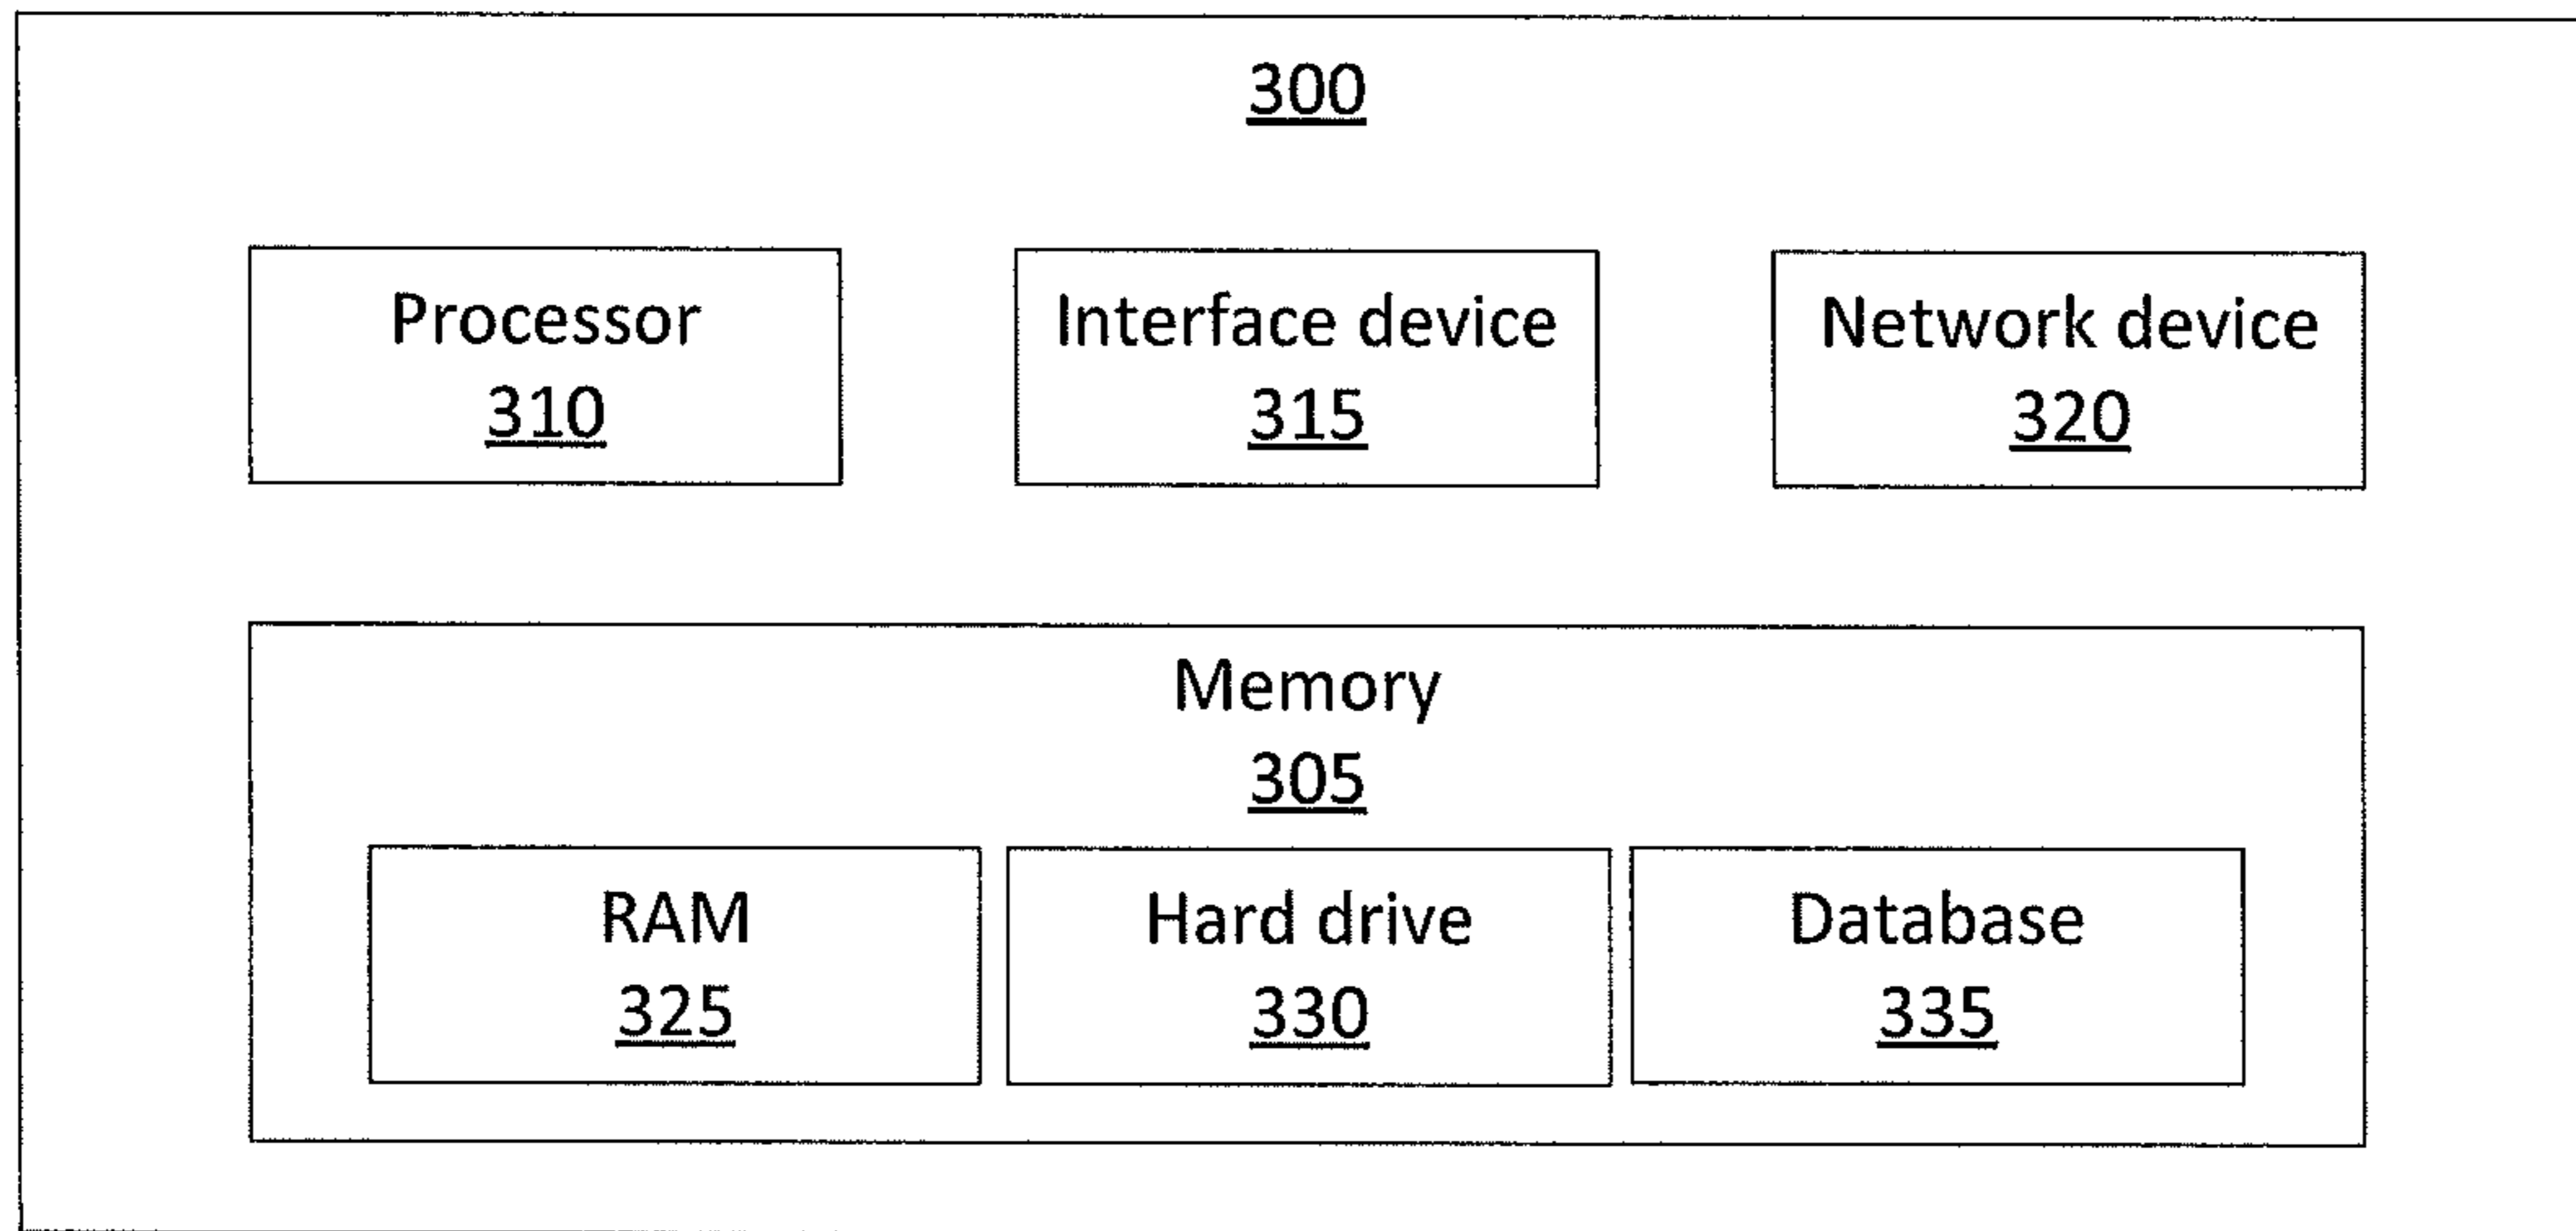 300
Processor
310
Interface device
315
Network device
320
Memory
305
RAM
325
Hard drive
330
Database
335